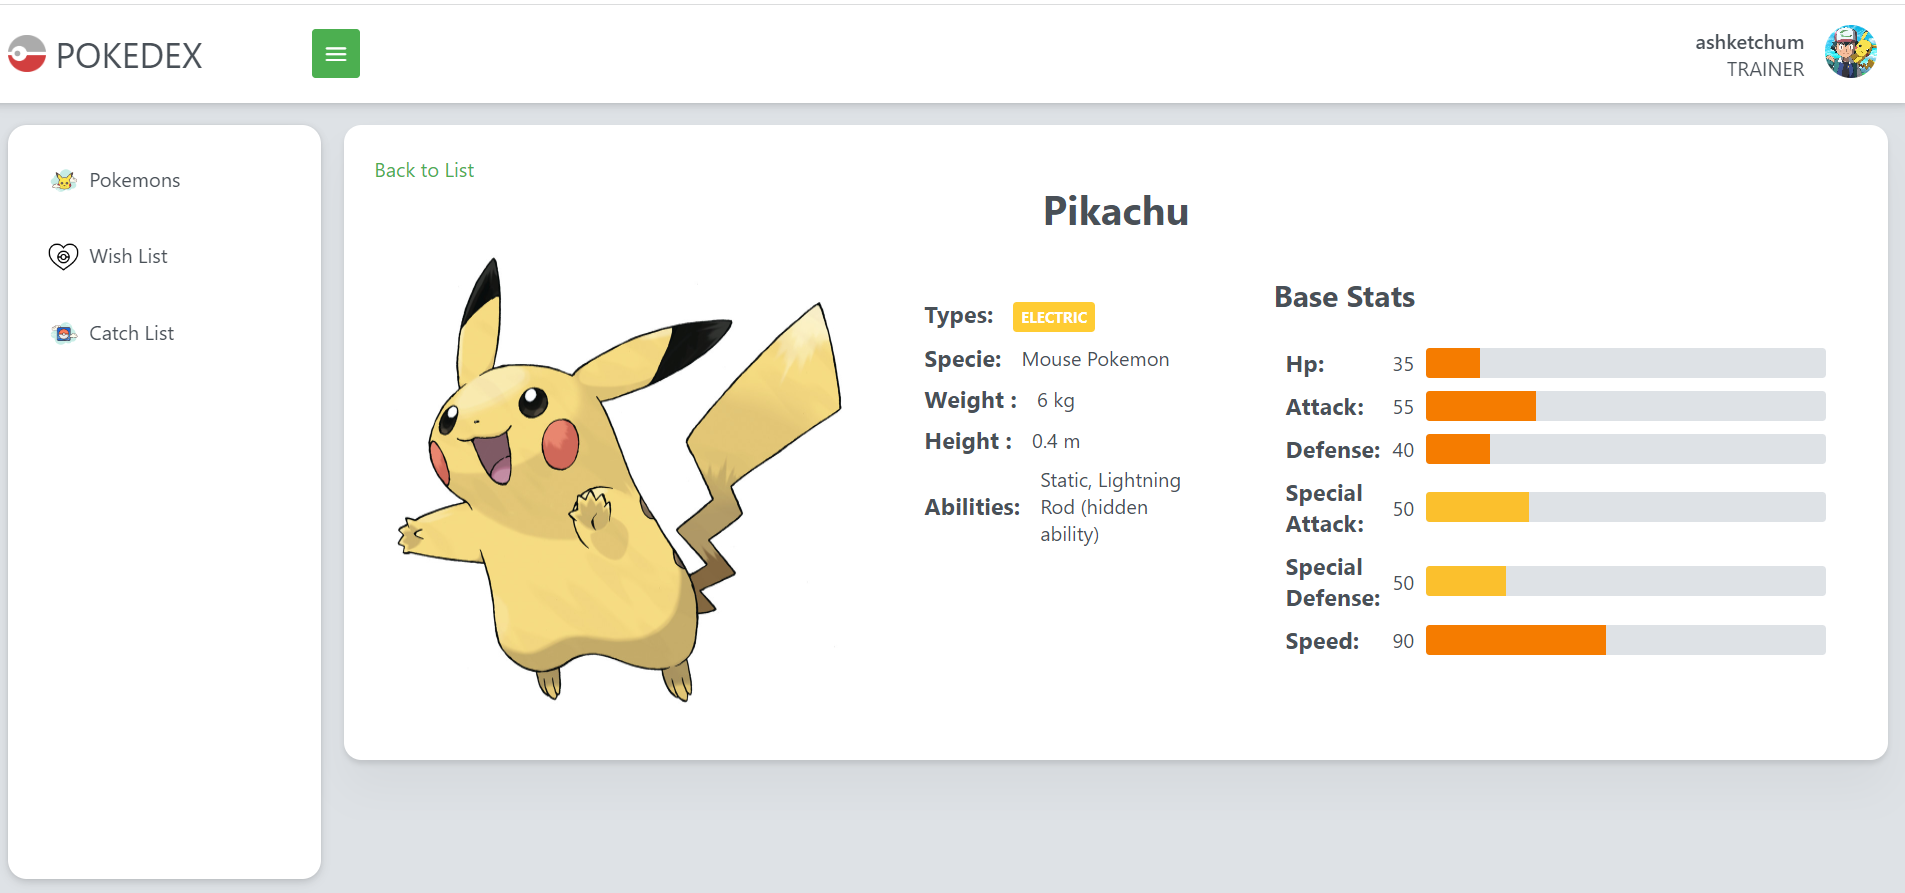 POKEDEX
ashketchum
TRAINER
Pokemons
Wish List
Catch List
Back to List
Pikachu
Types: ELECTRIC
Specie: Mouse Pokemon
Weight : 6 kg
Height : 0.4 m
Abilities: Static, Lightning
Rod (hidden
ability)
Base Stats
Hp: 35
Attack: 55
Defense: 40
Special
Attack: 50
Special
Defense: 50
Speed: 90